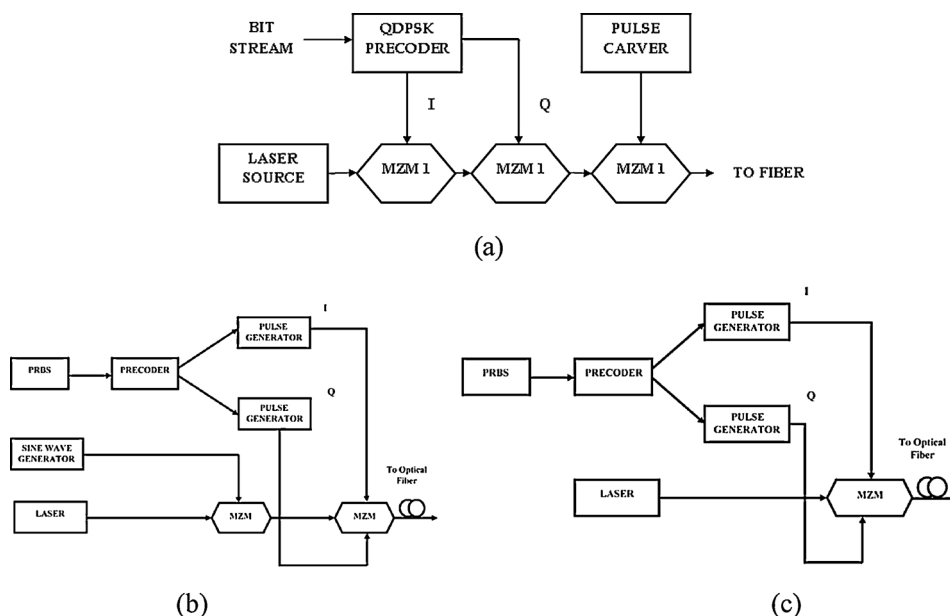 BIT
STREAM
QDPSK
PRECODER
PULSE
CARVER
I
Q
LASER
SOURCE
MZM 1
MZM 1
MZM 1
TO FIBER
(a)
I
PULSE
GENERATOR
PRBS
PRECODER
Q
PULSE
GENERATOR
SINE WAVE
GENERATOR
To Optical
Fiber
LASER
MZM
MZM
(b)
I
PULSE
GENERATOR
PRBS
PRECODER
Q
PULSE
GENERATOR
To Optical
Fiber
LASER
MZM
(c)